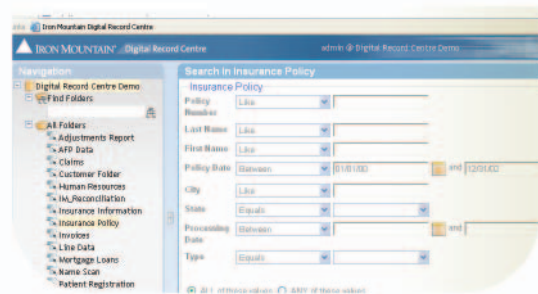 Iron Mountain Digital Record Centre
IRON MOUNTAIN® Digital Record Centre admin @ Digital Record Centre Demo
Navigation
Digital Record Centre Demo
Find Folders
All Folders
Adjustments Report
AFP Data
Claims
Customer Folder
Human Resources
IM_Reconciliation
Insurance Information
Insurance Policy
Invoices
Line Data
Mortgage Loans
Name Scan
Patient Registration
Search in Insurance Policy
Insurance Policy
Policy Number Like
Last Name Like
First Name Like
Policy Date Between 01/01/00 and 12/01/00
City Like
State Equals
Processing Date Between and
Type Equals
ALL of these values ANY of these values